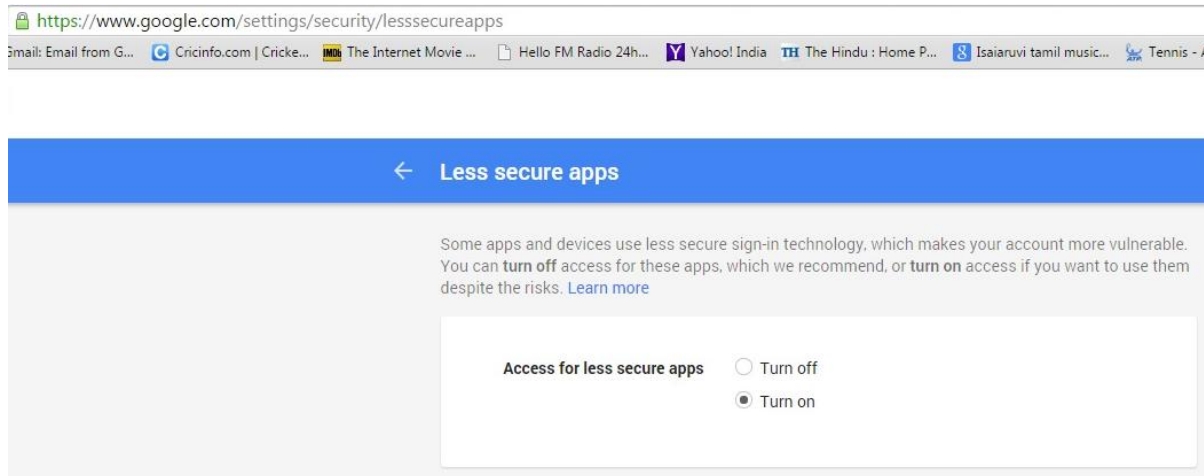 https://www.google.com/settings/security/lesssecureapps
Gmail: Email from G... Cricinfo.com | Cricke... IMDb The Internet Movie ... Hello FM Radio 24h... Yahoo! India TH The Hindu : Home P... Isaiaruvi tamil music... Tennis - A
Less secure apps
Some apps and devices use less secure sign-in technology, which makes your account more vulnerable.
You can turn off access for these apps, which we recommend, or turn on access if you want to use them
despite the risks. Learn more
Access for less secure apps Turn off
Turn on